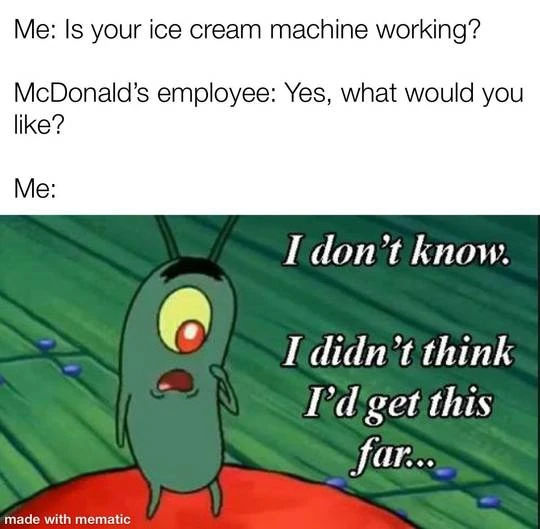 Me: Is your ice cream machine working?
McDonald’s employee: Yes, what would you
like?
Me:
I don’t know.
I didn’t think
I’d get this
far...
made with mematic